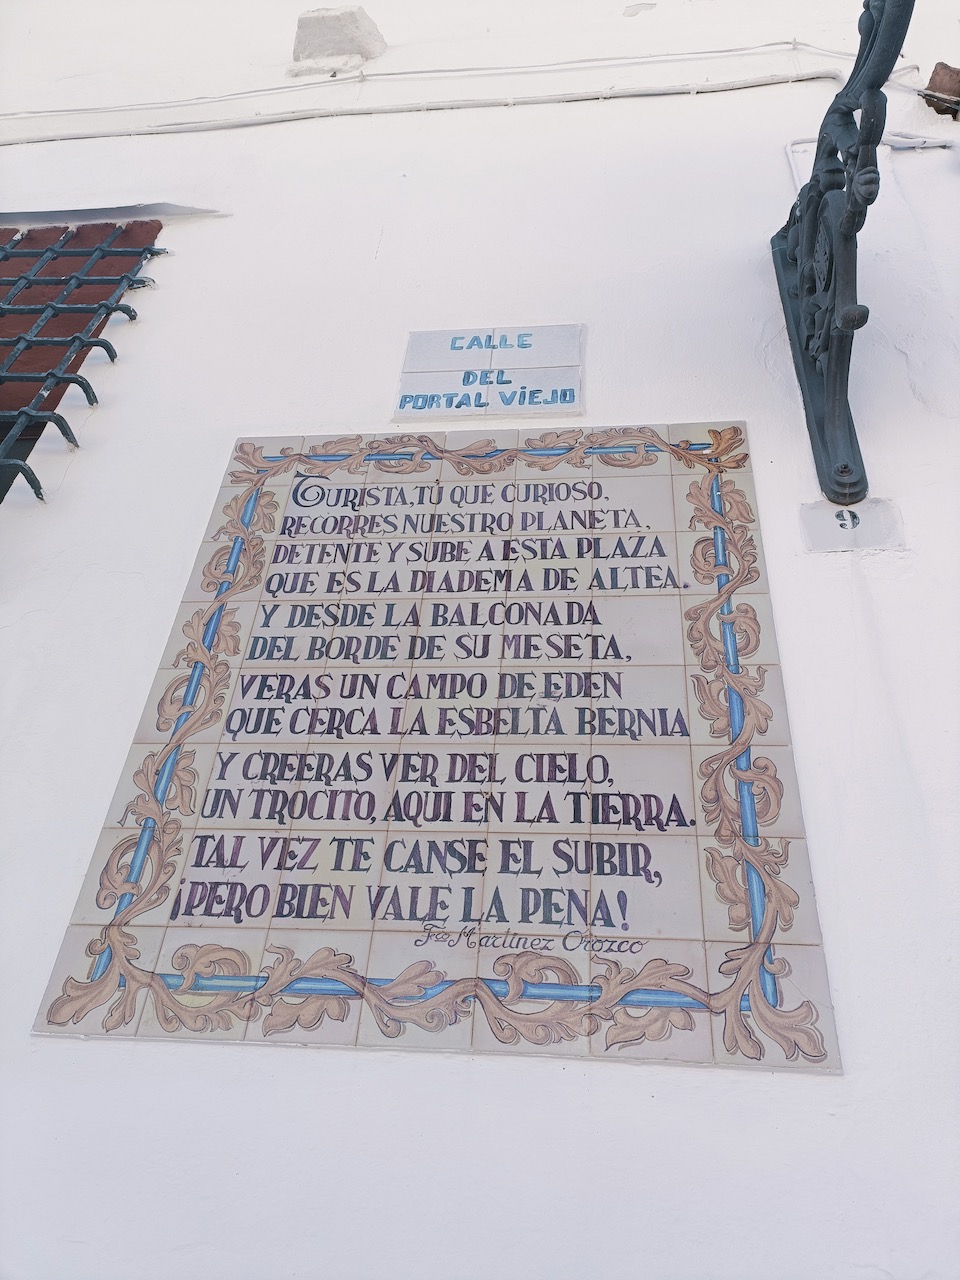 CALLE
DEL
PORTAL VIEJO
TURISTA, TU QUE CURIOSO,
RECORRES NUESTRO PLANETA,
DETENTE Y SUBE A ESTA PLAZA
QUE ES LA DIADEMA DE ALTEA.
Y DESDE LA BALCONADA
DEL BORDE DE SU MESETA,
VERAS UN CAMPO DE EDEN
QUE CERCA LA ESBELTA BERNIA
Y CREERAS VER DEL CIELO,
UN TROCITO, AQUI EN LA TIERRA.
TAL VEZ TE CANSE EL SUBIR,
¡PERO BIEN VALE LA PENA!
Fco Martinez Orozco
9